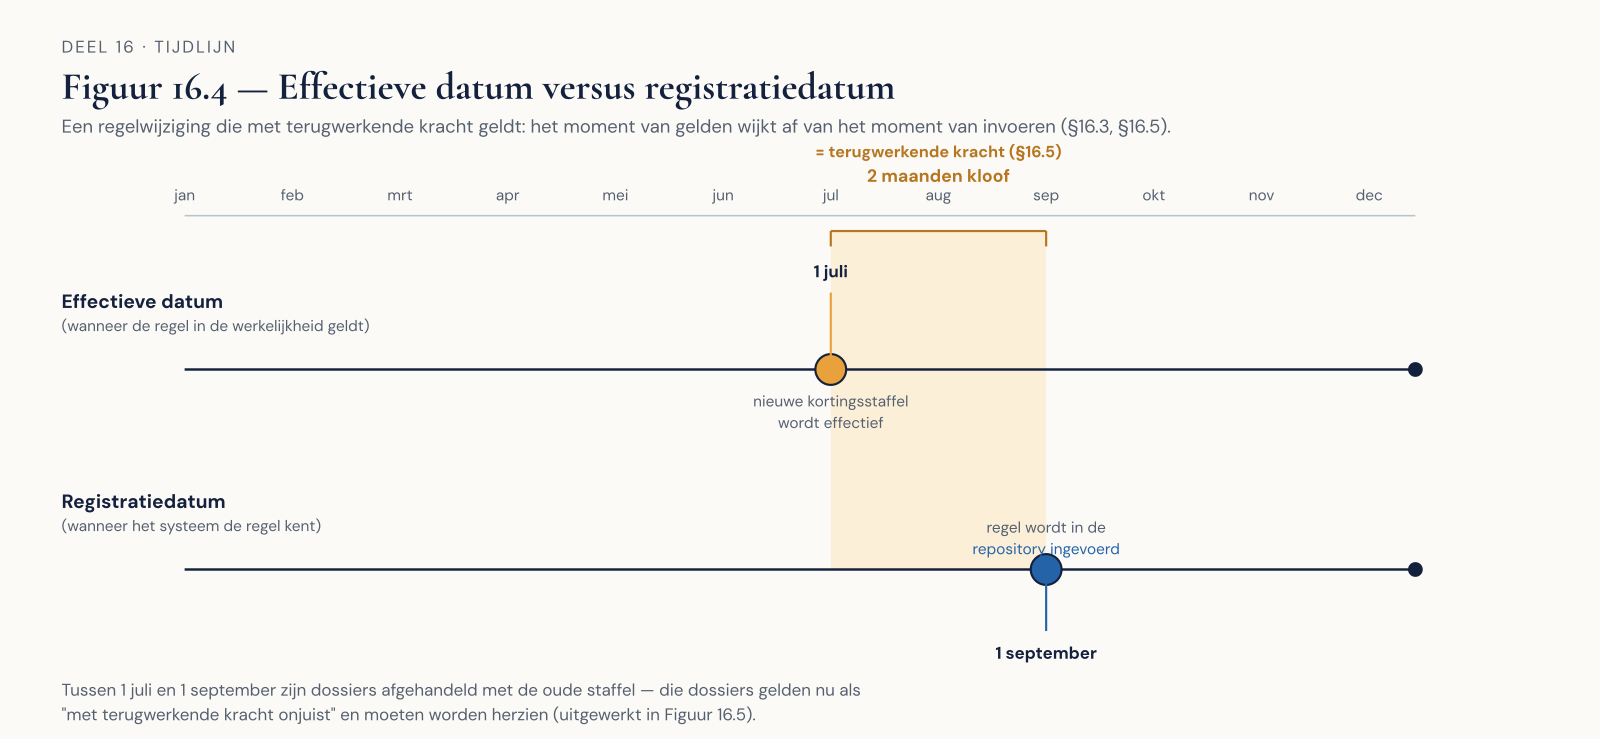 DEEL 16 · TIJDLIJN
Figuur 16.4 — Effectieve datum versus registratiedatum
Een regelwijziging die met terugwerkende kracht geldt: het moment van gelden wijkt af van het moment van invoeren (§16.3, §16.5).
= terugwerkende kracht (§16.5)
2 maanden kloof
jan feb mrt apr mei jun jul aug sep okt nov dec
1 juli
Effectieve datum
(wanneer de regel in de werkelijkheid geldt)
nieuwe kortingsstaffel
wordt effectief
Registratiedatum
(wanneer het systeem de regel kent)
regel wordt in de
repository ingevoerd
1 september
Tussen 1 juli en 1 september zijn dossiers afgehandeld met de oude staffel — die dossiers gelden nu als
"met terugwerkende kracht onjuist" en moeten worden herzien (uitgewerkt in Figuur 16.5).